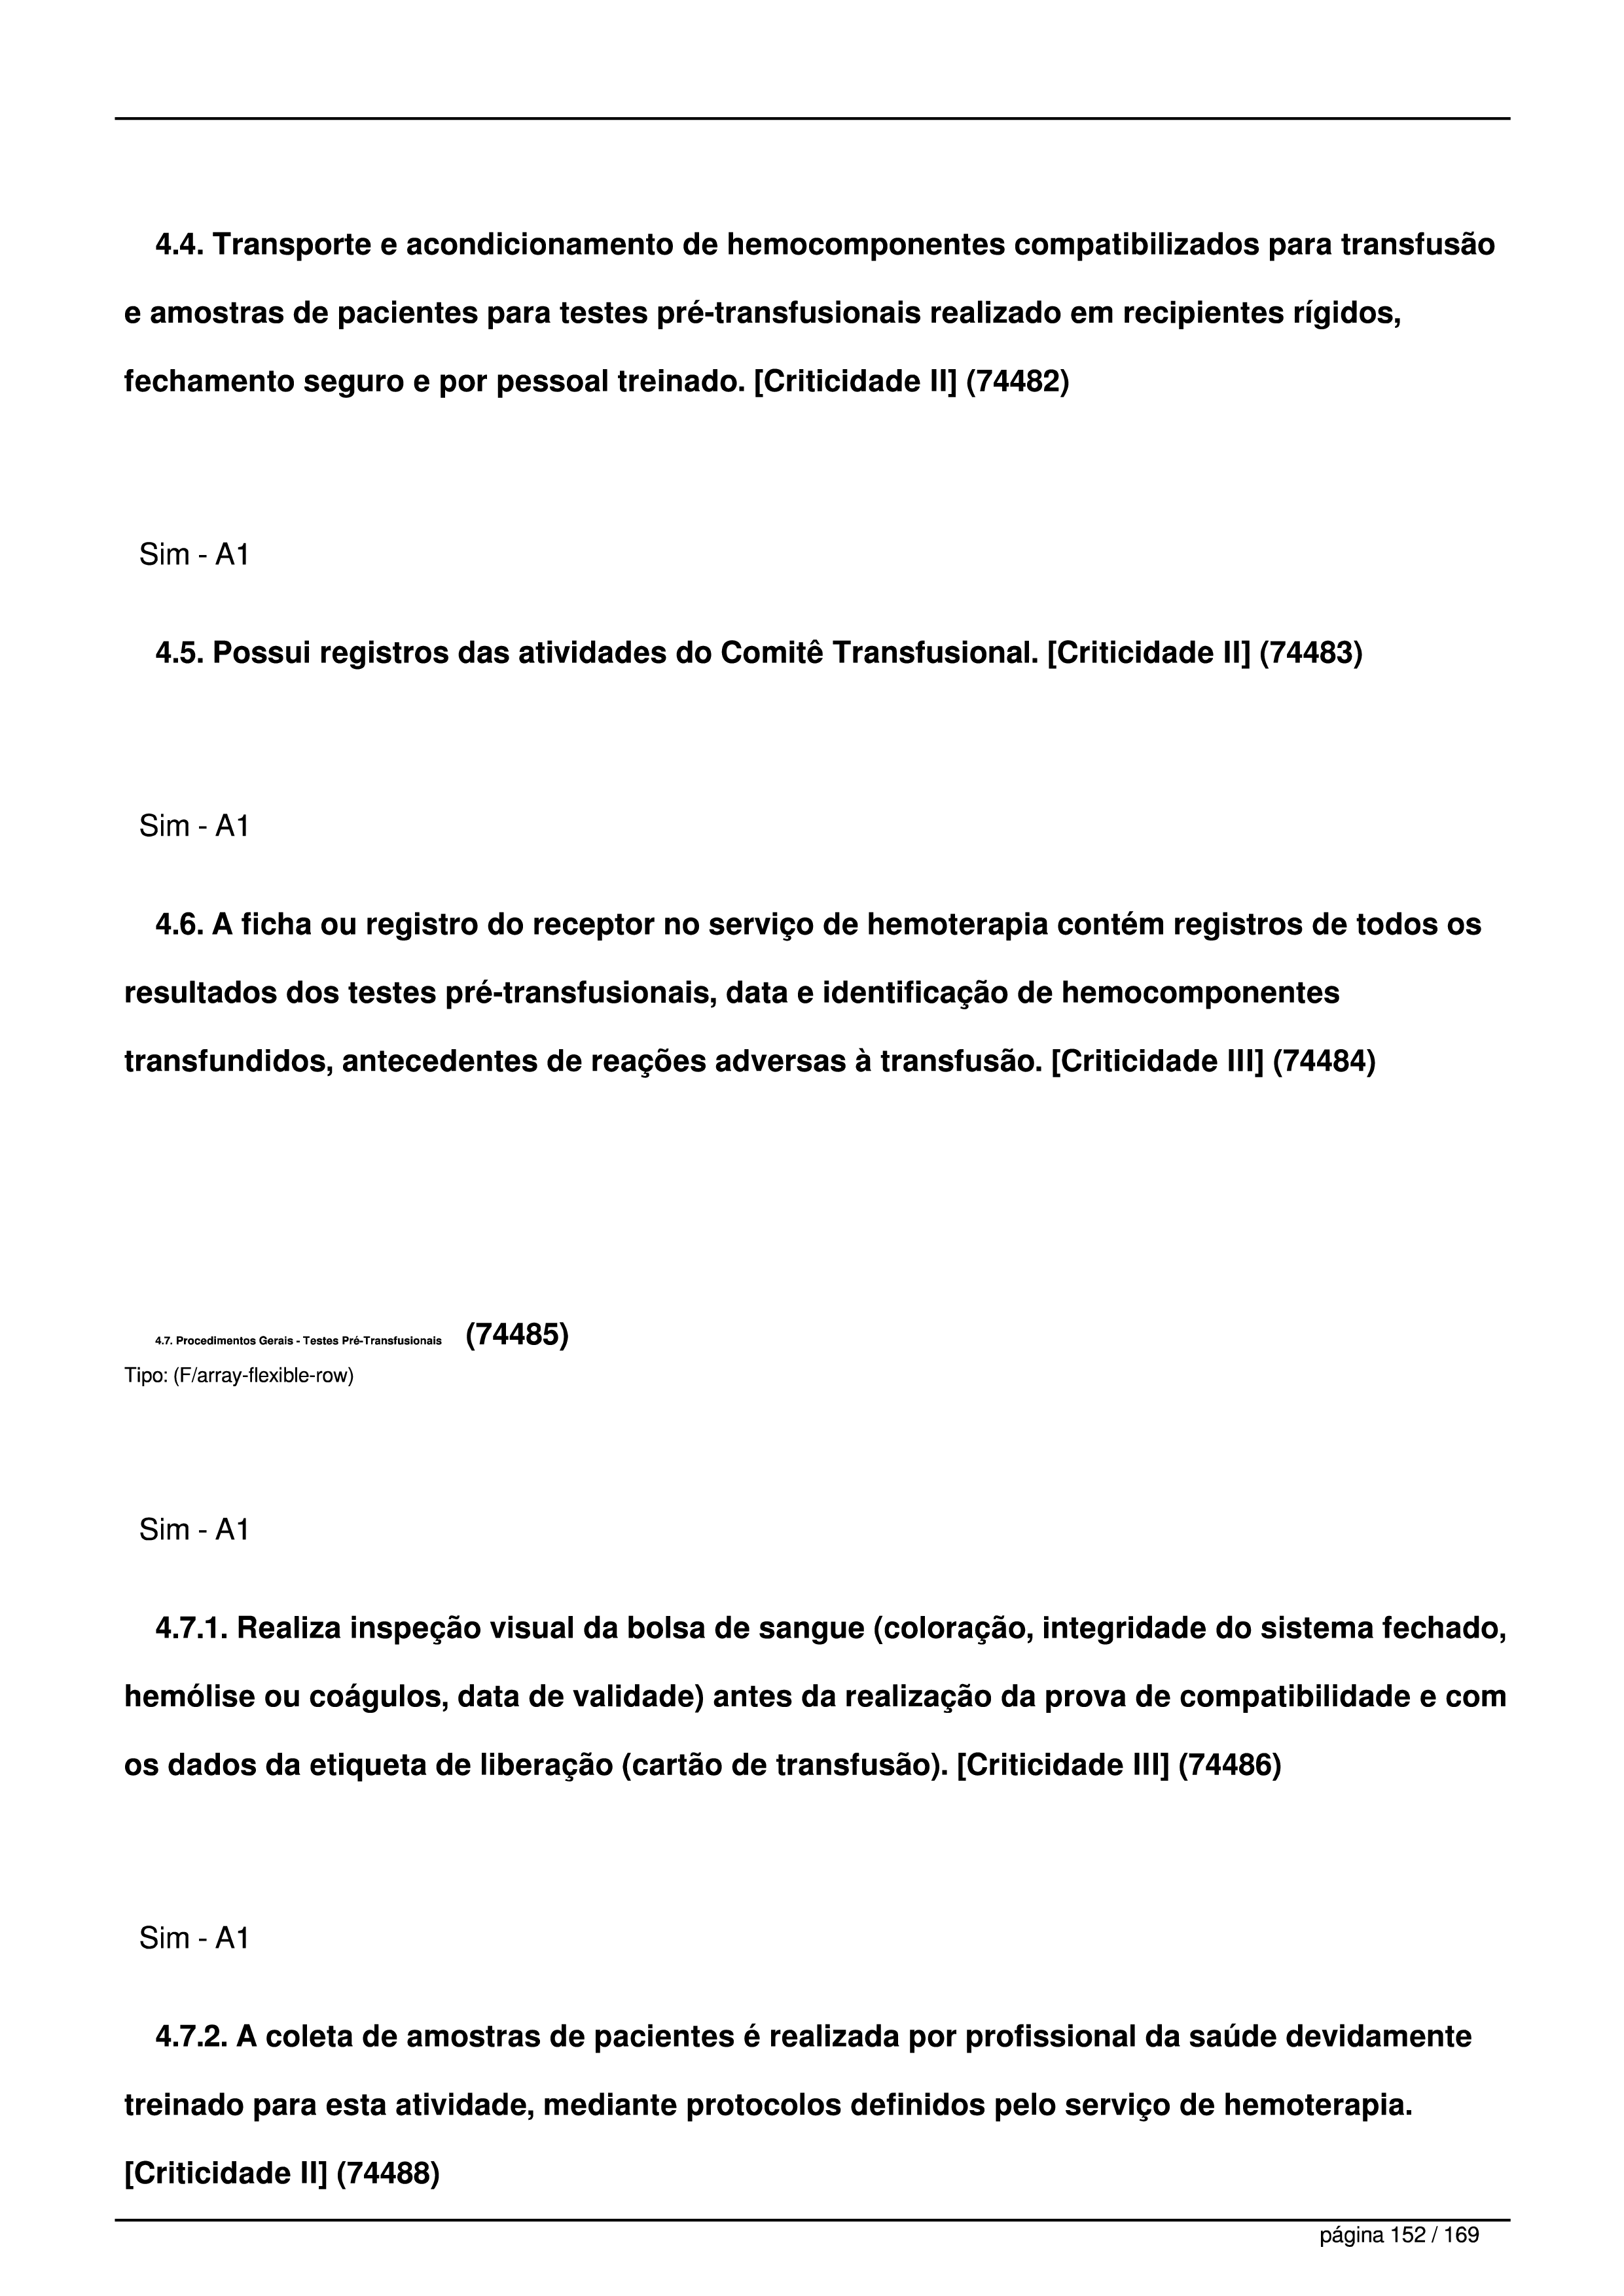 4.4. Transporte e acondicionamento de hemocomponentes compatibilizados para transfusão
e amostras de pacientes para testes pré-transfusionais realizado em recipientes rígidos,
fechamento seguro e por pessoal treinado. [Criticidade II] (74482)
Sim - A1
4.5. Possui registros das atividades do Comitê Transfusional. [Criticidade II] (74483)
Sim - A1
4.6. A ficha ou registro do receptor no serviço de hemoterapia contém registros de todos os
resultados dos testes pré-transfusionais, data e identificação de hemocomponentes
transfundidos, antecedentes de reações adversas à transfusão. [Criticidade III] (74484)
4.7. Procedimentos Gerais - Testes Pré-Transfusionais (74485)
Tipo: (F/array-flexible-row)
Sim - A1
4.7.1. Realiza inspeção visual da bolsa de sangue (coloração, integridade do sistema fechado,
hemólise ou coágulos, data de validade) antes da realização da prova de compatibilidade e com
os dados da etiqueta de liberação (cartão de transfusão). [Criticidade III] (74486)
Sim - A1
4.7.2. A coleta de amostras de pacientes é realizada por profissional da saúde devidamente
treinado para esta atividade, mediante protocolos definidos pelo serviço de hemoterapia.
[Criticidade II] (74488)
página 152 / 169